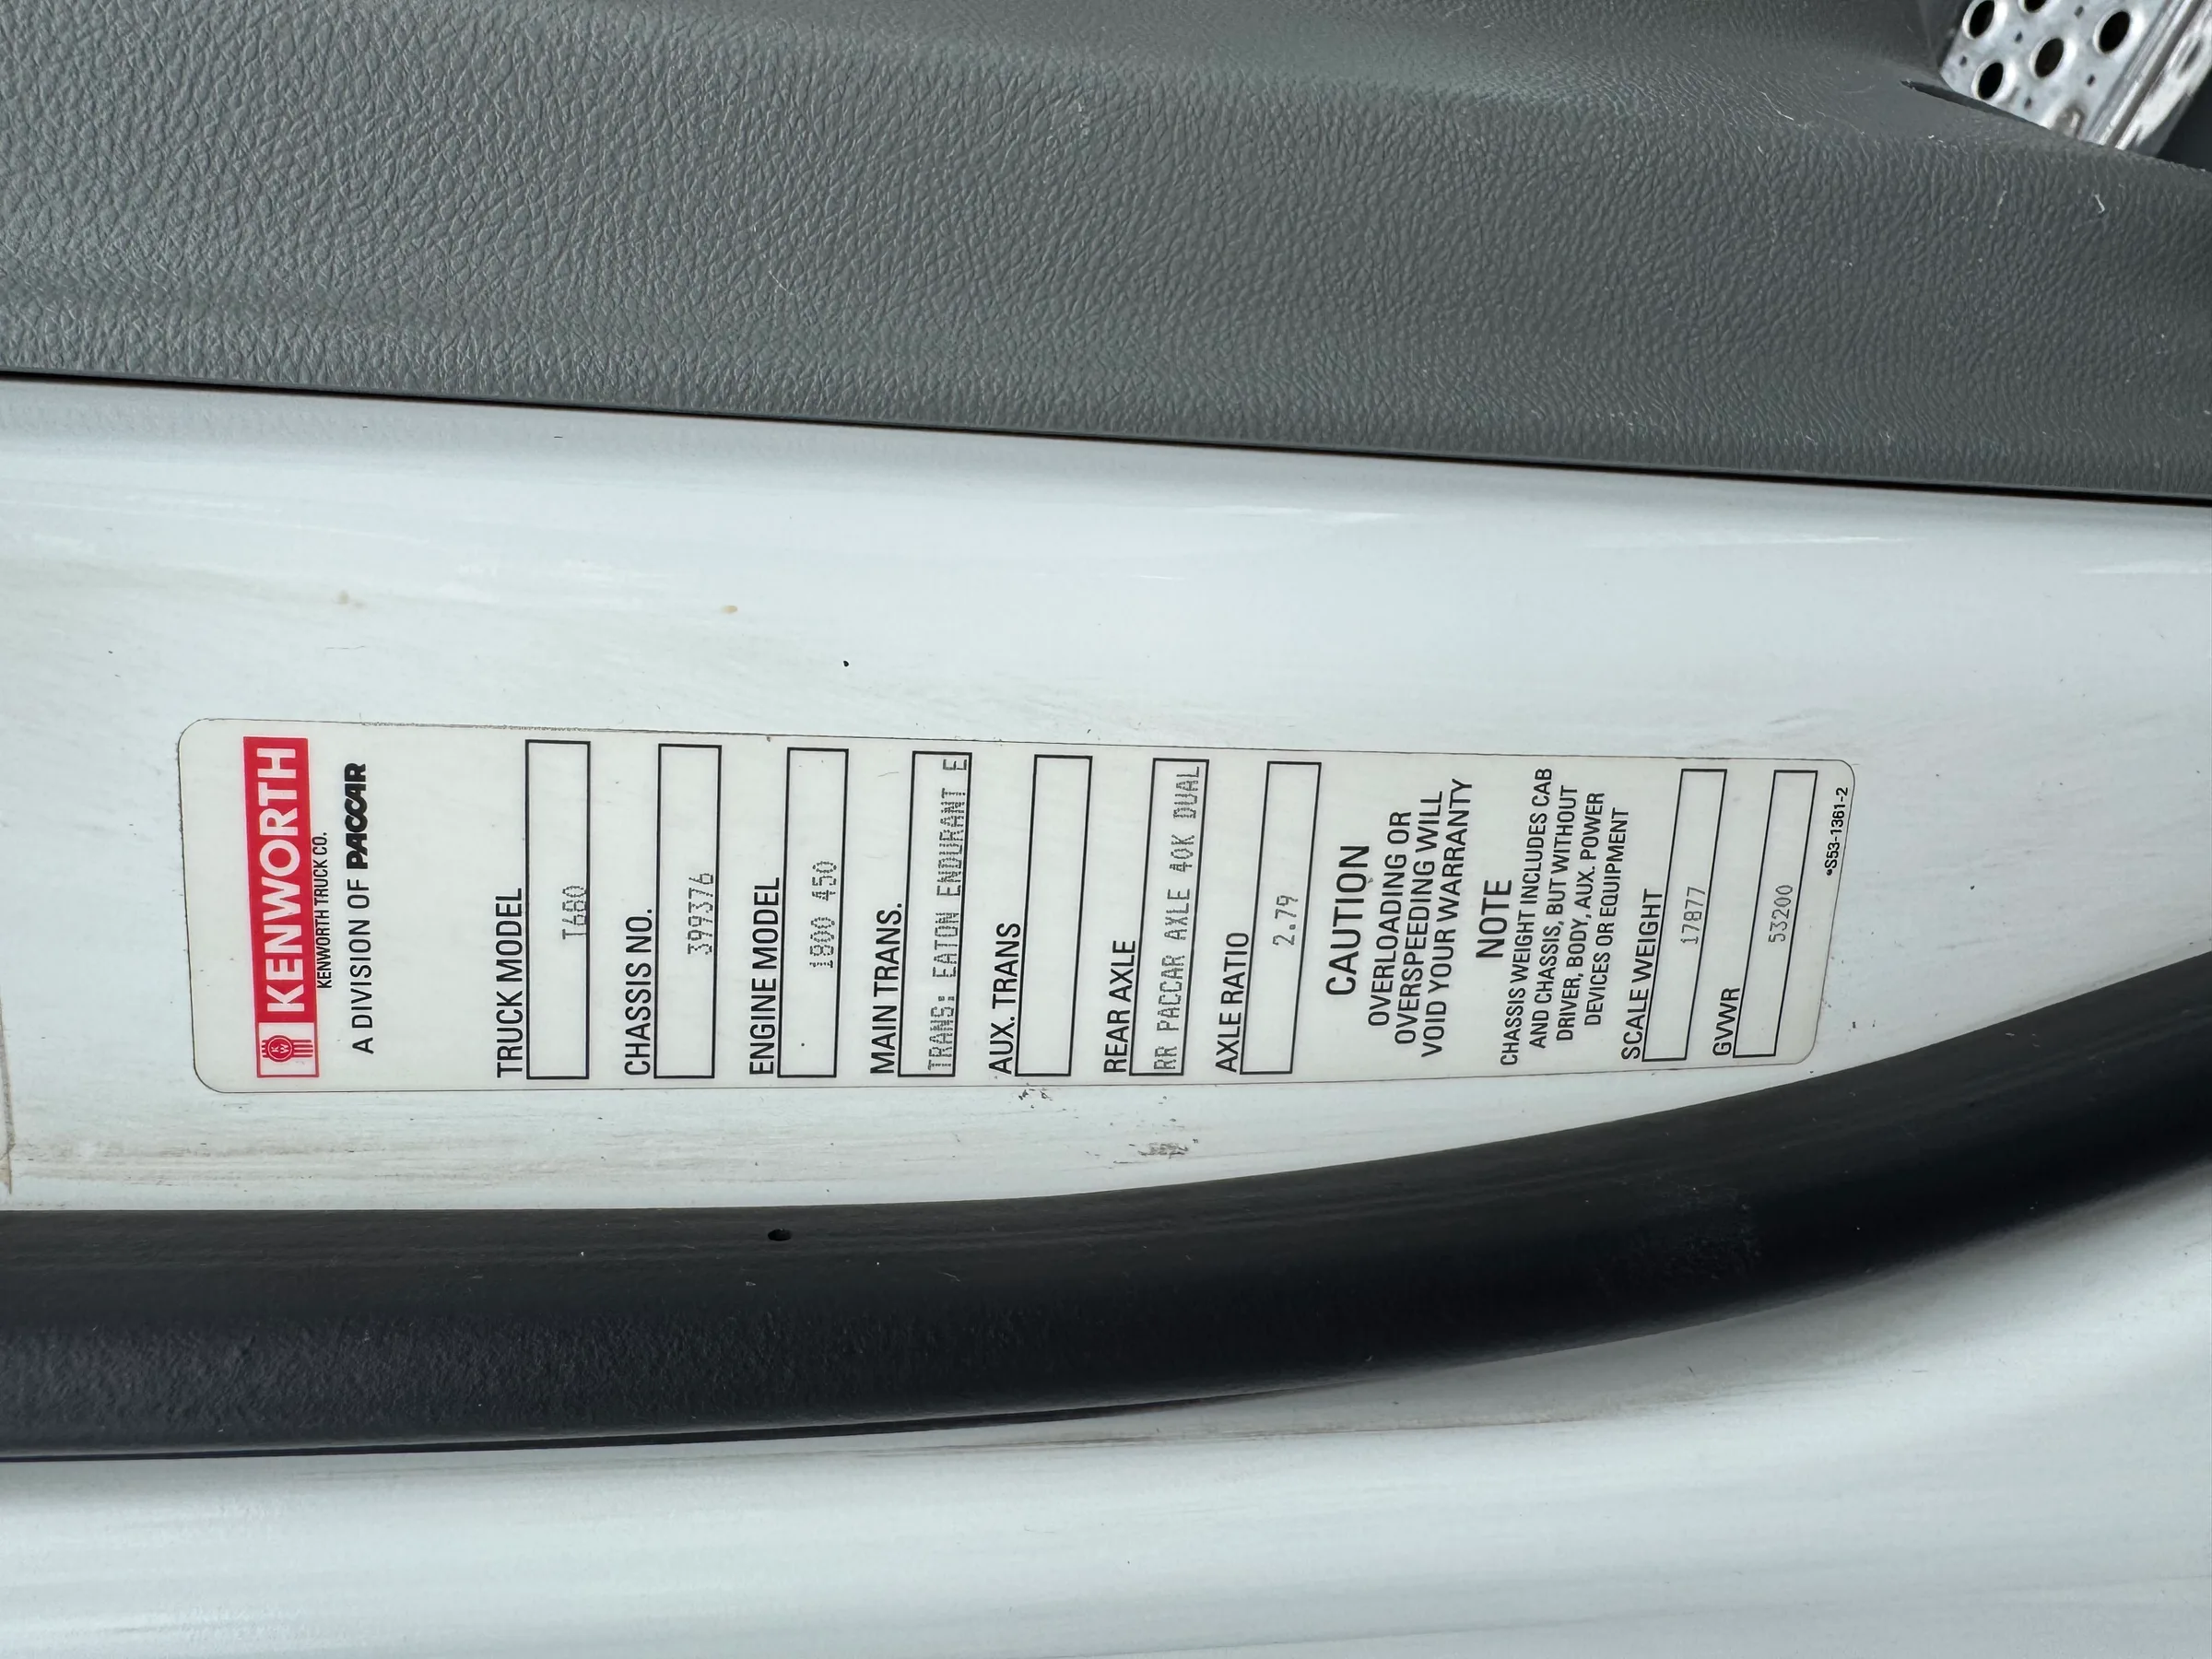 KENWORTH
KENWORTH TRUCK CO.
A DIVISION OF PACCAR
TRUCK MODEL
T680
CHASSIS NO.
399376
ENGINE MODEL
1800 450
MAIN TRANS.
TRANS: EATON ENDURANT E
AUX. TRANS
REAR AXLE
RR PACCAR AXLE 40K DUAL
AXLE RATIO
2.79
CAUTION
OVERLOADING OR
OVERSPEEDING WILL
VOID YOUR WARRANTY
NOTE
CHASSIS WEIGHT INCLUDES CAB
AND CHASSIS, BUT WITHOUT
DRIVER, BODY, AUX. POWER
DEVICES OR EQUIPMENT
SCALE WEIGHT
17877
GVWR
53200
•S53-1361-2